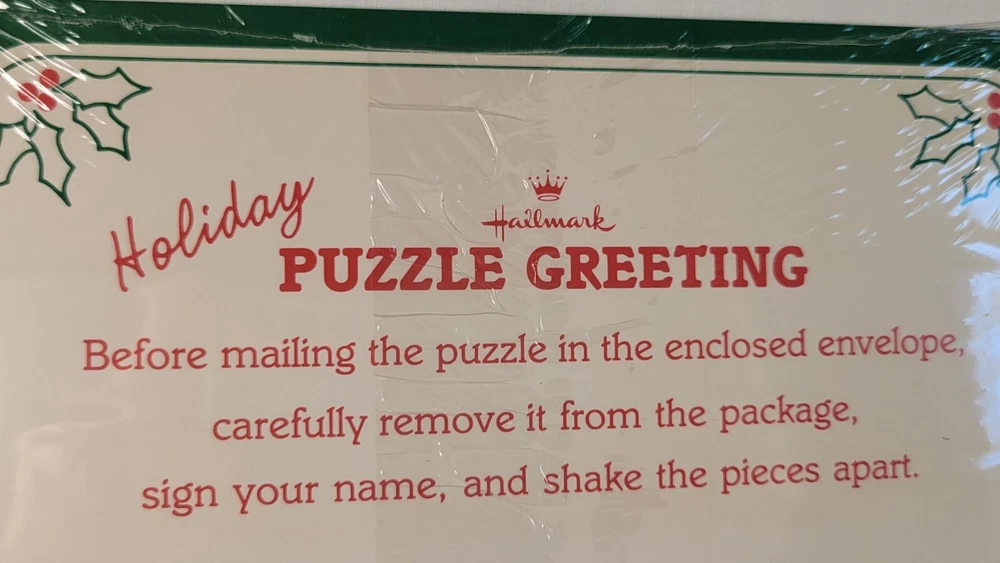 Holiday
Hallmark
PUZZLE GREETING
Before mailing the puzzle in the enclosed envelope,
carefully remove it from the package,
sign your name, and shake the pieces apart.